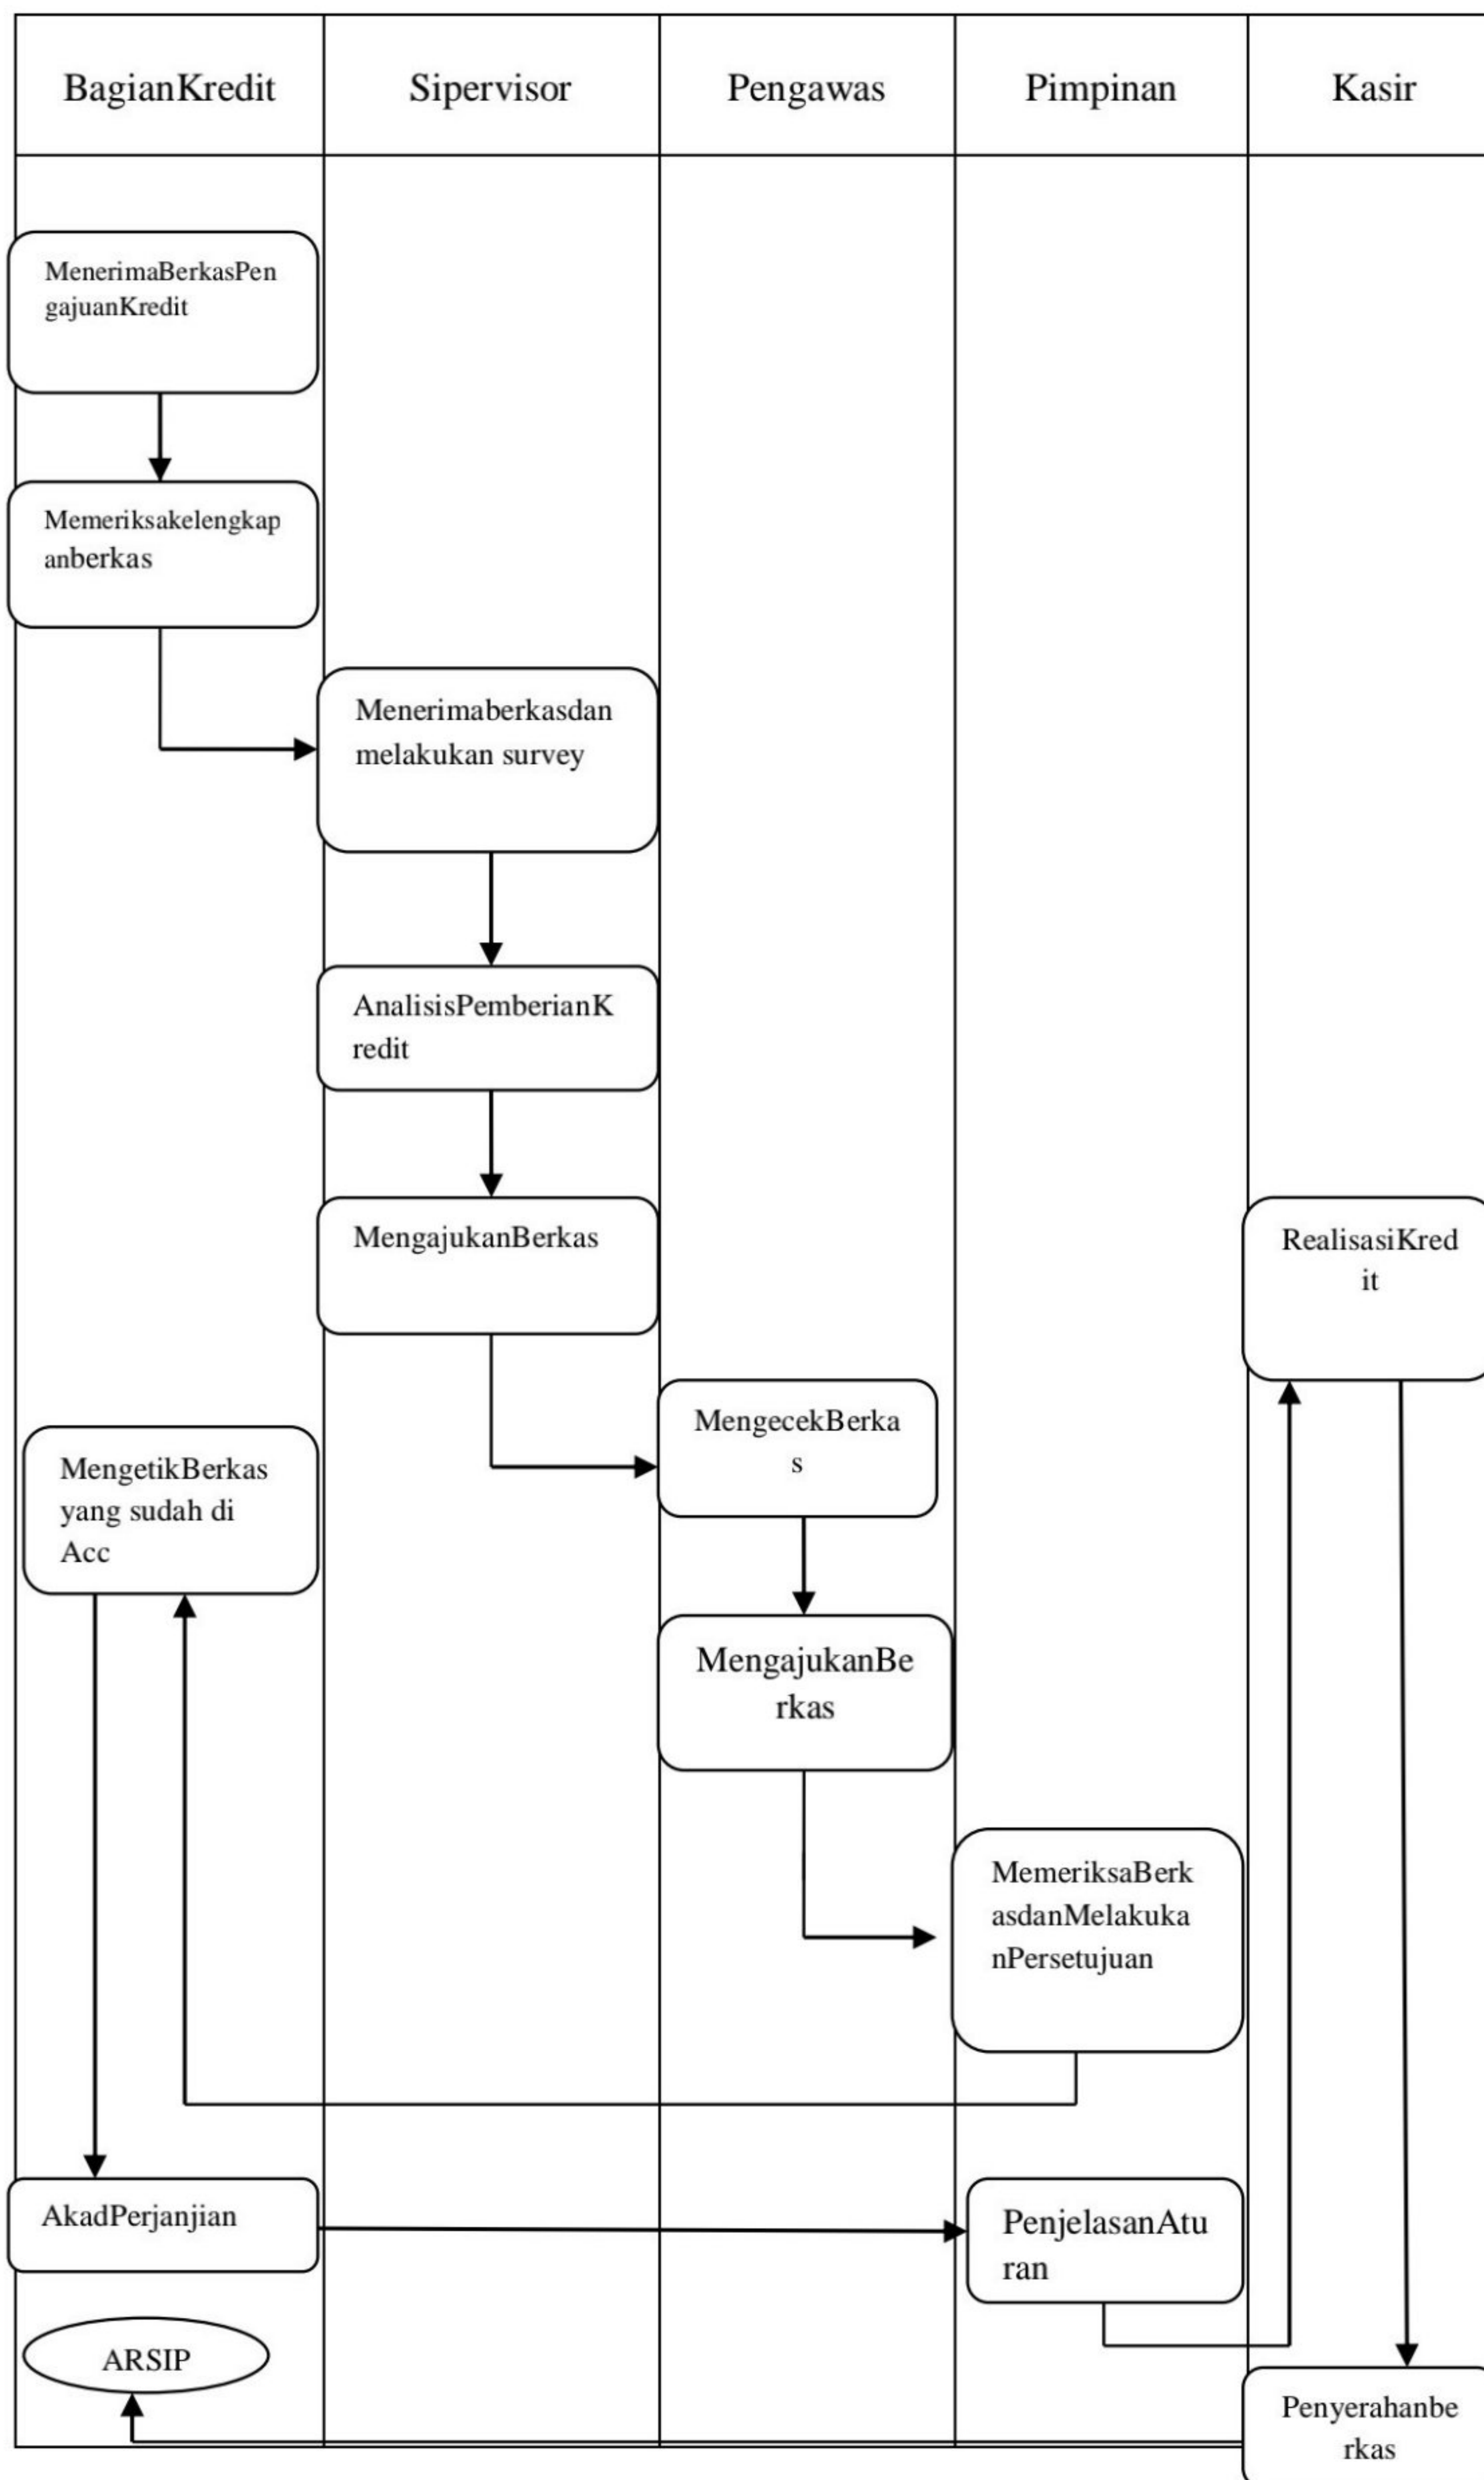 BagianKredit
Sipervisor
Pengawas
Pimpinan
Kasir
MenerimaBerkasPen
gajuanKredit
Memeriksakelengkap
anberkas
Menerimaberkasdan
melakukan survey
AnalisisPemberianK
redit
MengajukanBerkas
RealisasiKred
it
MengecekBerka
s
MengetikBerkas
yang sudah di
Acc
MengajukanBe
rkas
MemeriksaBerk
asdanMelakuka
nPersetujuan
AkadPerjanjian
PenjelasanAtu
ran
ARSIP
Penyerahanbe
rkas